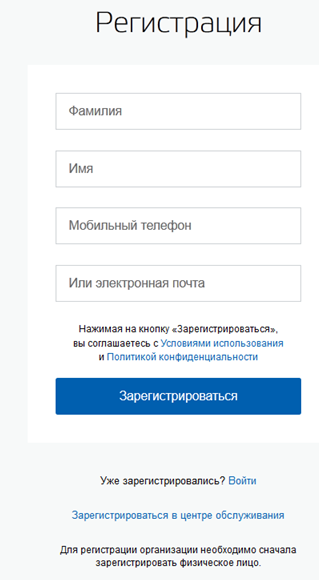 Регистрация
Фамилия
Имя
Мобильный телефон
Или электронная почта
Нажимая на кнопку «Зарегистрироваться»,
вы соглашаетесь с Условиями использования
и Политикой конфиденциальности
Зарегистрироваться
Уже зарегистрировались? Войти
Зарегистрироваться в центре обслуживания
Для регистрации организации необходимо сначала
зарегистрировать физическое лицо.